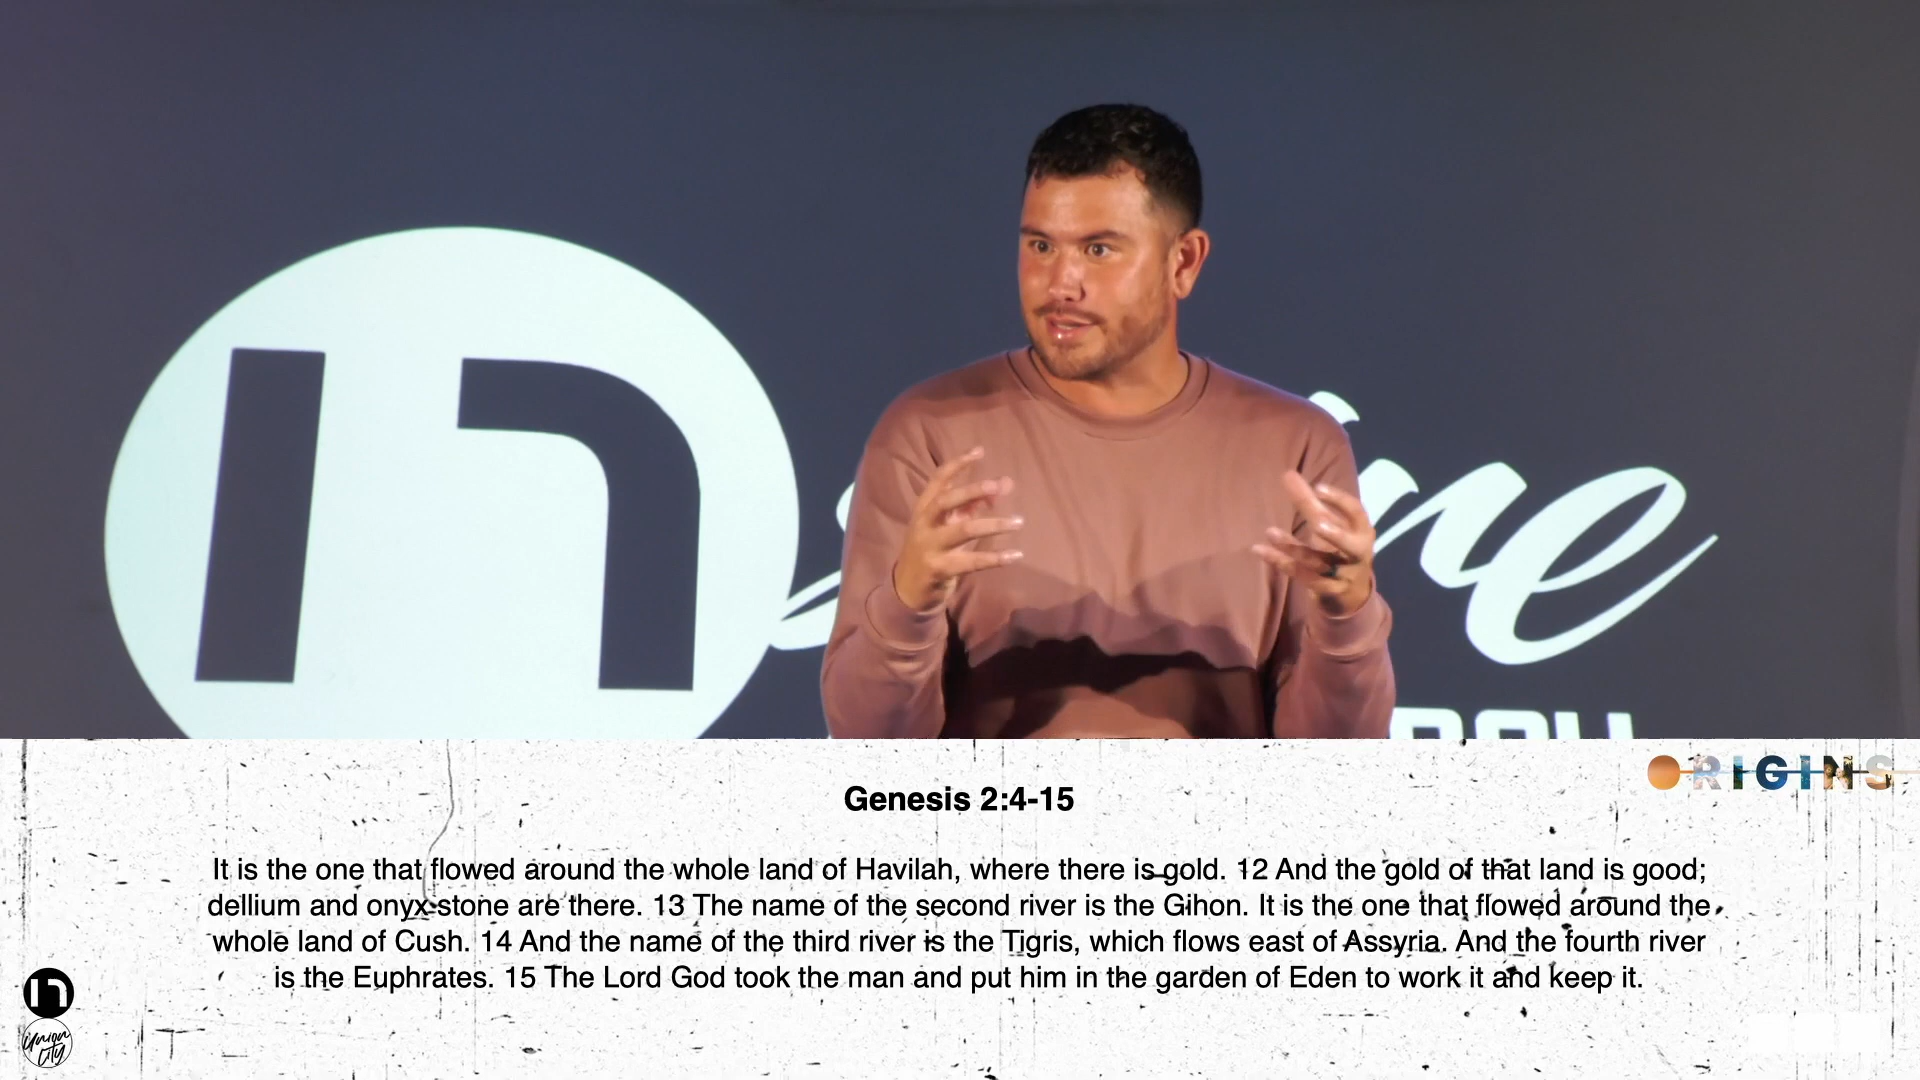 ORIGINS
Genesis 2:4-15
It is the one that flowed around the whole land of Havilah, where there is gold. 12 And the gold of that land is good;
dellium and onyx stone are there. 13 The name of the second river is the Gihon. It is the one that flowed around the
whole land of Cush. 14 And the name of the third river is the Tigris, which flows east of Assyria. And the fourth river
is the Euphrates. 15 The Lord God took the man and put him in the garden of Eden to work it and keep it.
Union
City